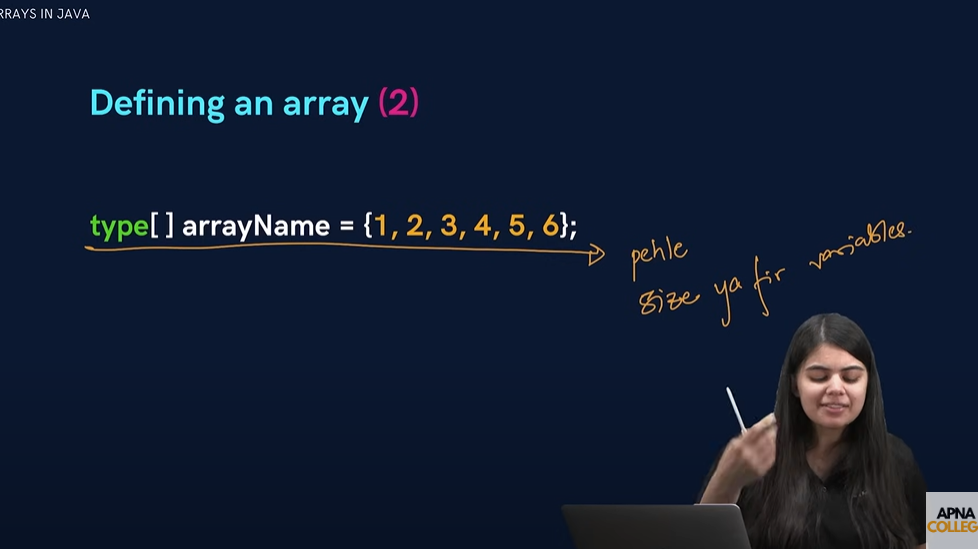 RRAYS IN JAVA
Defining an array (2)
type[ ] arrayName = {1, 2, 3, 4, 5, 6};
pehle
size ya fir variables.
APNA
COLLEG